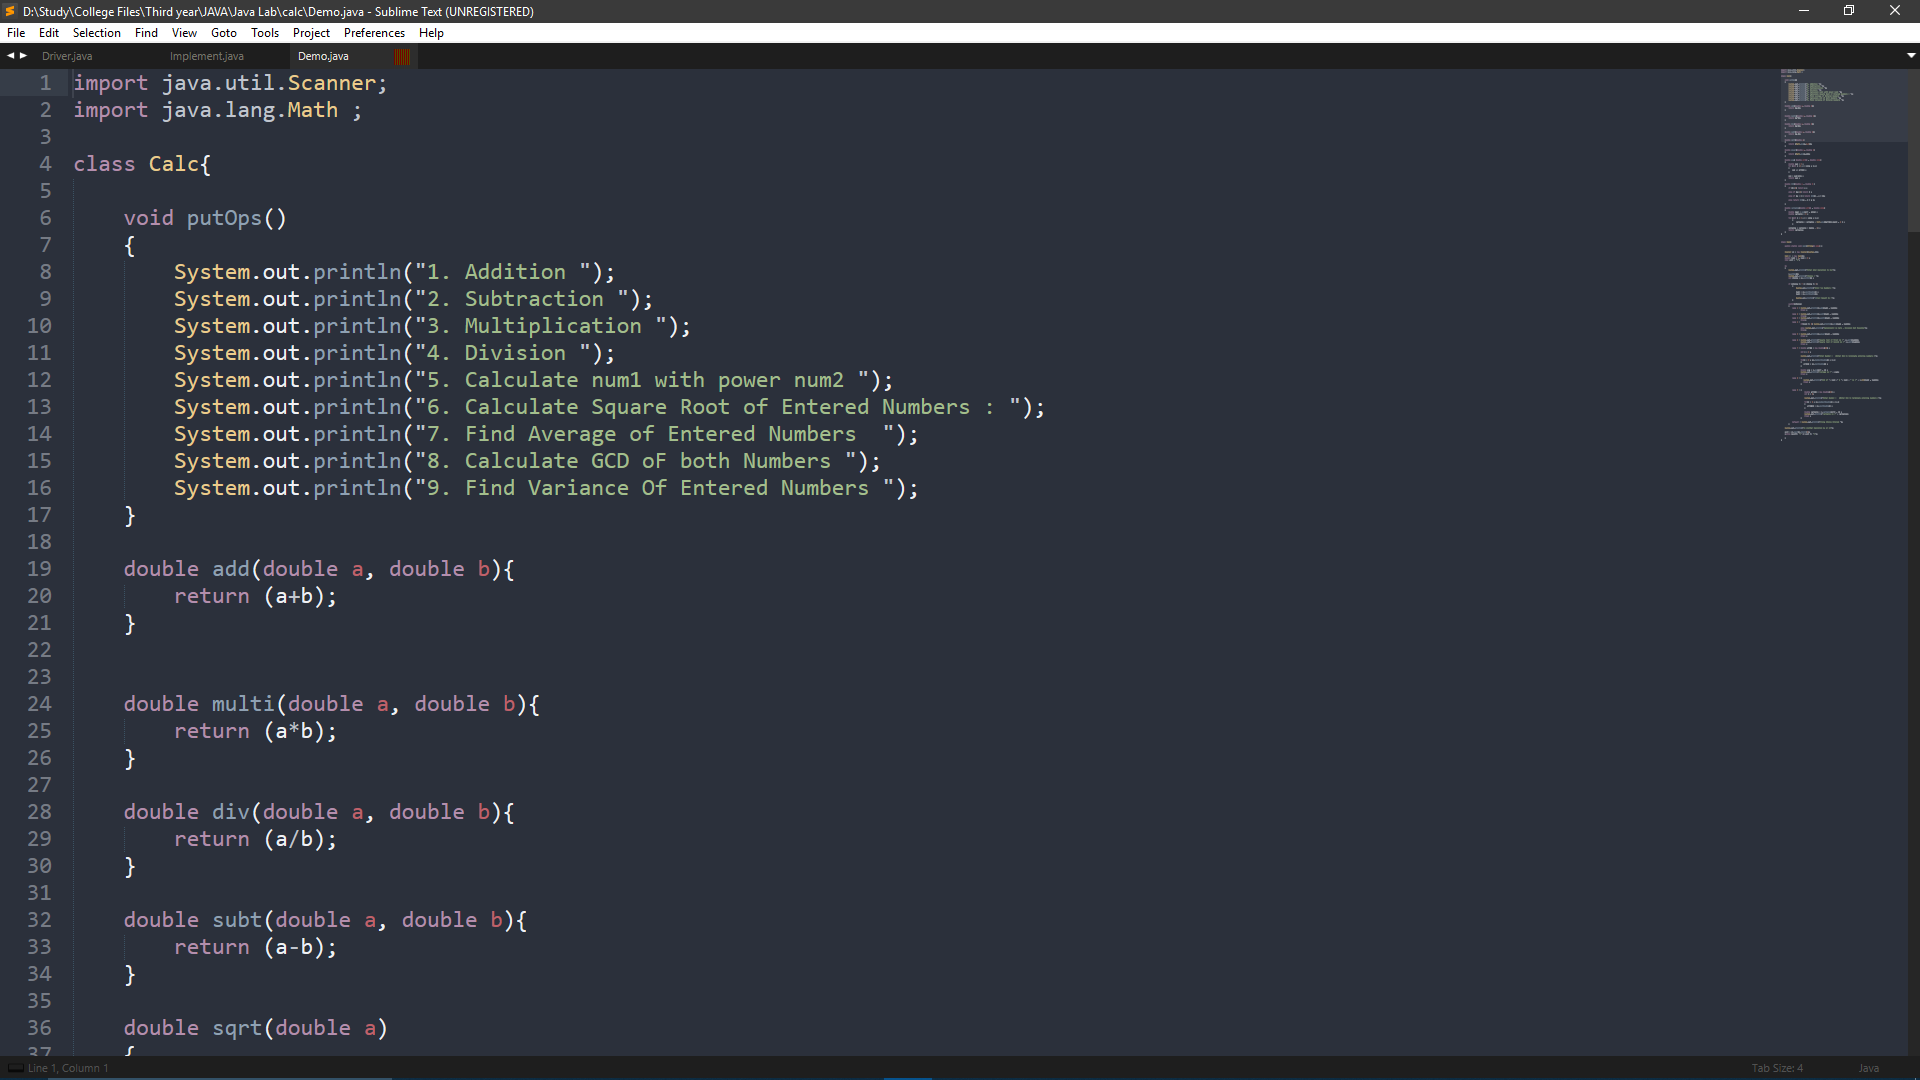 D:\Study\College Files\Third year\JAVA\Java Lab\calc\Demo.java - Sublime Text (UNREGISTERED)
File Edit Selection Find View Goto Tools Project Preferences Help
Driver.java Implement.java Demo.java
1 import java.util.Scanner;
2 import java.lang.Math ;
3
4 class Calc{
5
6     void putOps()
7     {
8         System.out.println("1. Addition ");
9         System.out.println("2. Subtraction ");
10         System.out.println("3. Multiplication ");
11         System.out.println("4. Division ");
12         System.out.println("5. Calculate num1 with power num2 ");
13         System.out.println("6. Calculate Square Root of Entered Numbers : ");
14         System.out.println("7. Find Average of Entered Numbers  ");
15         System.out.println("8. Calculate GCD oF both Numbers ");
16         System.out.println("9. Find Variance Of Entered Numbers ");
17     }
18
19     double add(double a, double b){
20         return (a+b);
21     }
22
23
24     double multi(double a, double b){
25         return (a*b);
26     }
27
28     double div(double a, double b){
29         return (a/b);
30     }
31
32     double subt(double a, double b){
33         return (a-b);
34     }
35
36     double sqrt(double a)
37     {
Line 1, Column 1 Tab Size: 4 Java